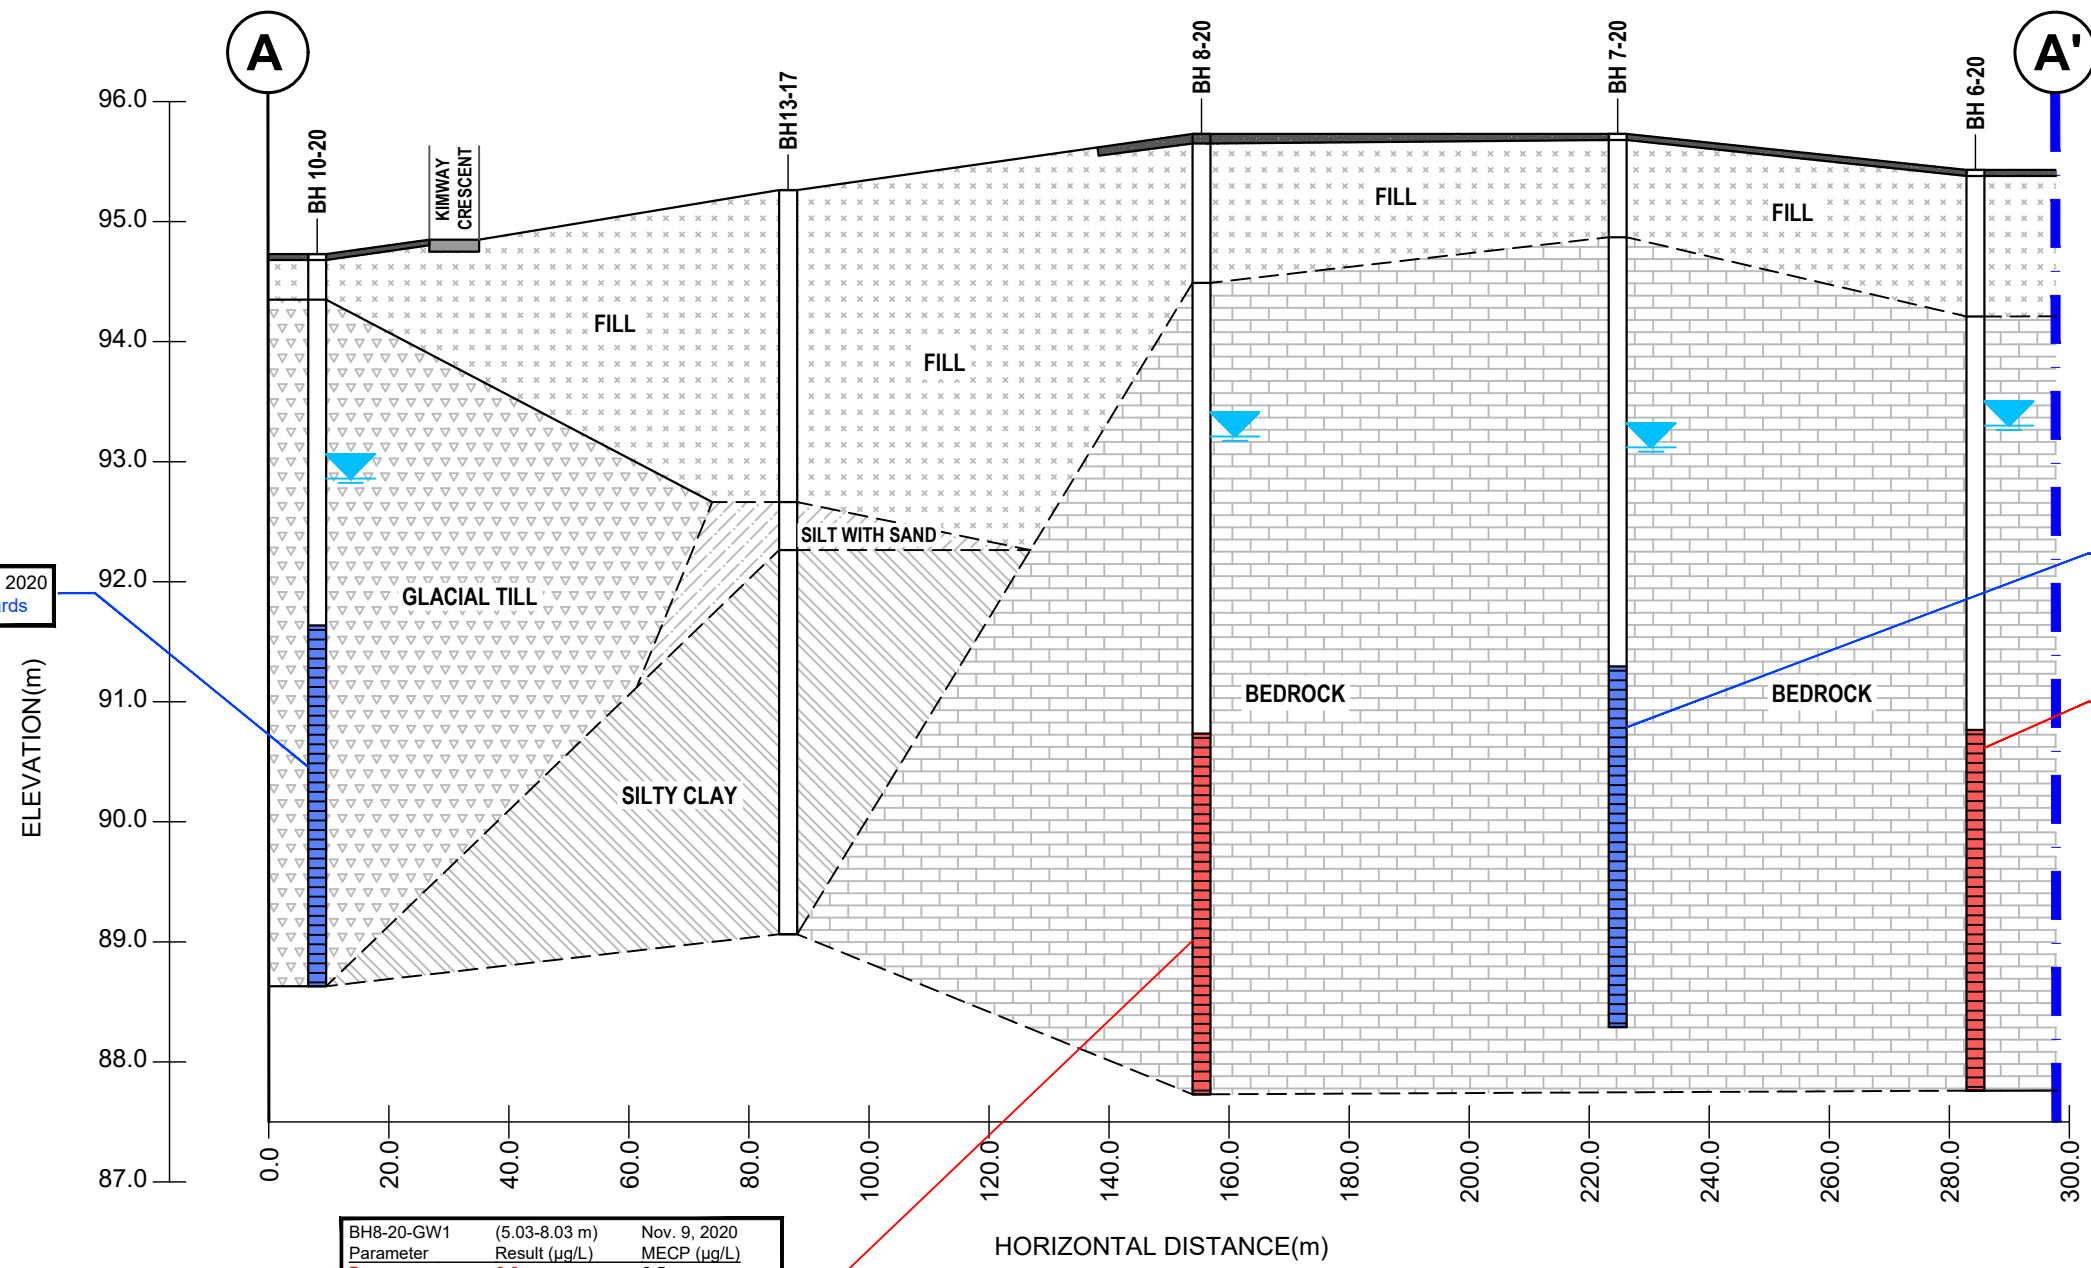 A
A'
BH 10-20
KIMWAY
CRESCENT
BH13-17
BH 8-20
BH 7-20
BH 6-20
96.0
95.0
94.0
93.0
92.0
91.0
90.0
89.0
88.0
87.0
ELEVATION(m)
FILL
FILL
FILL
FILL
SILT WITH SAND
GLACIAL TILL
SILTY CLAY
BEDROCK
BEDROCK
2020
0.0
20.0
40.0
60.0
80.0
100.0
120.0
140.0
160.0
180.0
200.0
220.0
240.0
260.0
280.0
300.0
HORIZONTAL DISTANCE(m)
BH8-20-GW1 (5.03-8.03 m) Nov. 9, 2020
Parameter Result (µg/L) MECP (µg/L)